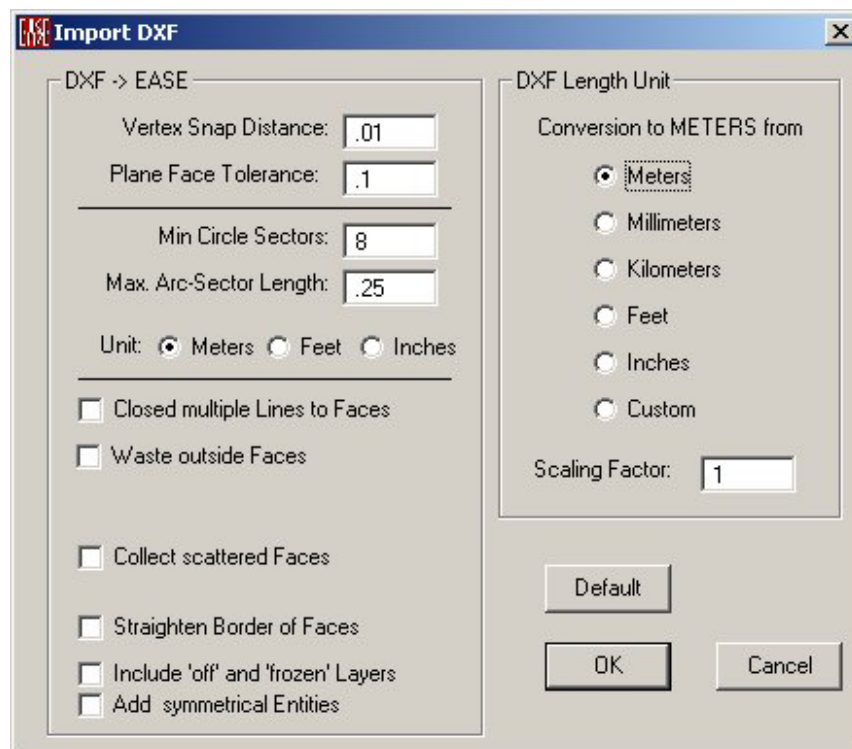 EASE Import DXF
DXF -> EASE
Vertex Snap Distance: .01
Plane Face Tolerance: .1
Min Circle Sectors: 8
Max. Arc-Sector Length: .25
Unit: Meters Feet Inches
Closed multiple Lines to Faces
Waste outside Faces
Collect scattered Faces
Straighten Border of Faces
Include 'off' and 'frozen' Layers
Add symmetrical Entities
DXF Length Unit
Conversion to METERS from
Meters
Millimeters
Kilometers
Feet
Inches
Custom
Scaling Factor: 1
Default
OK Cancel